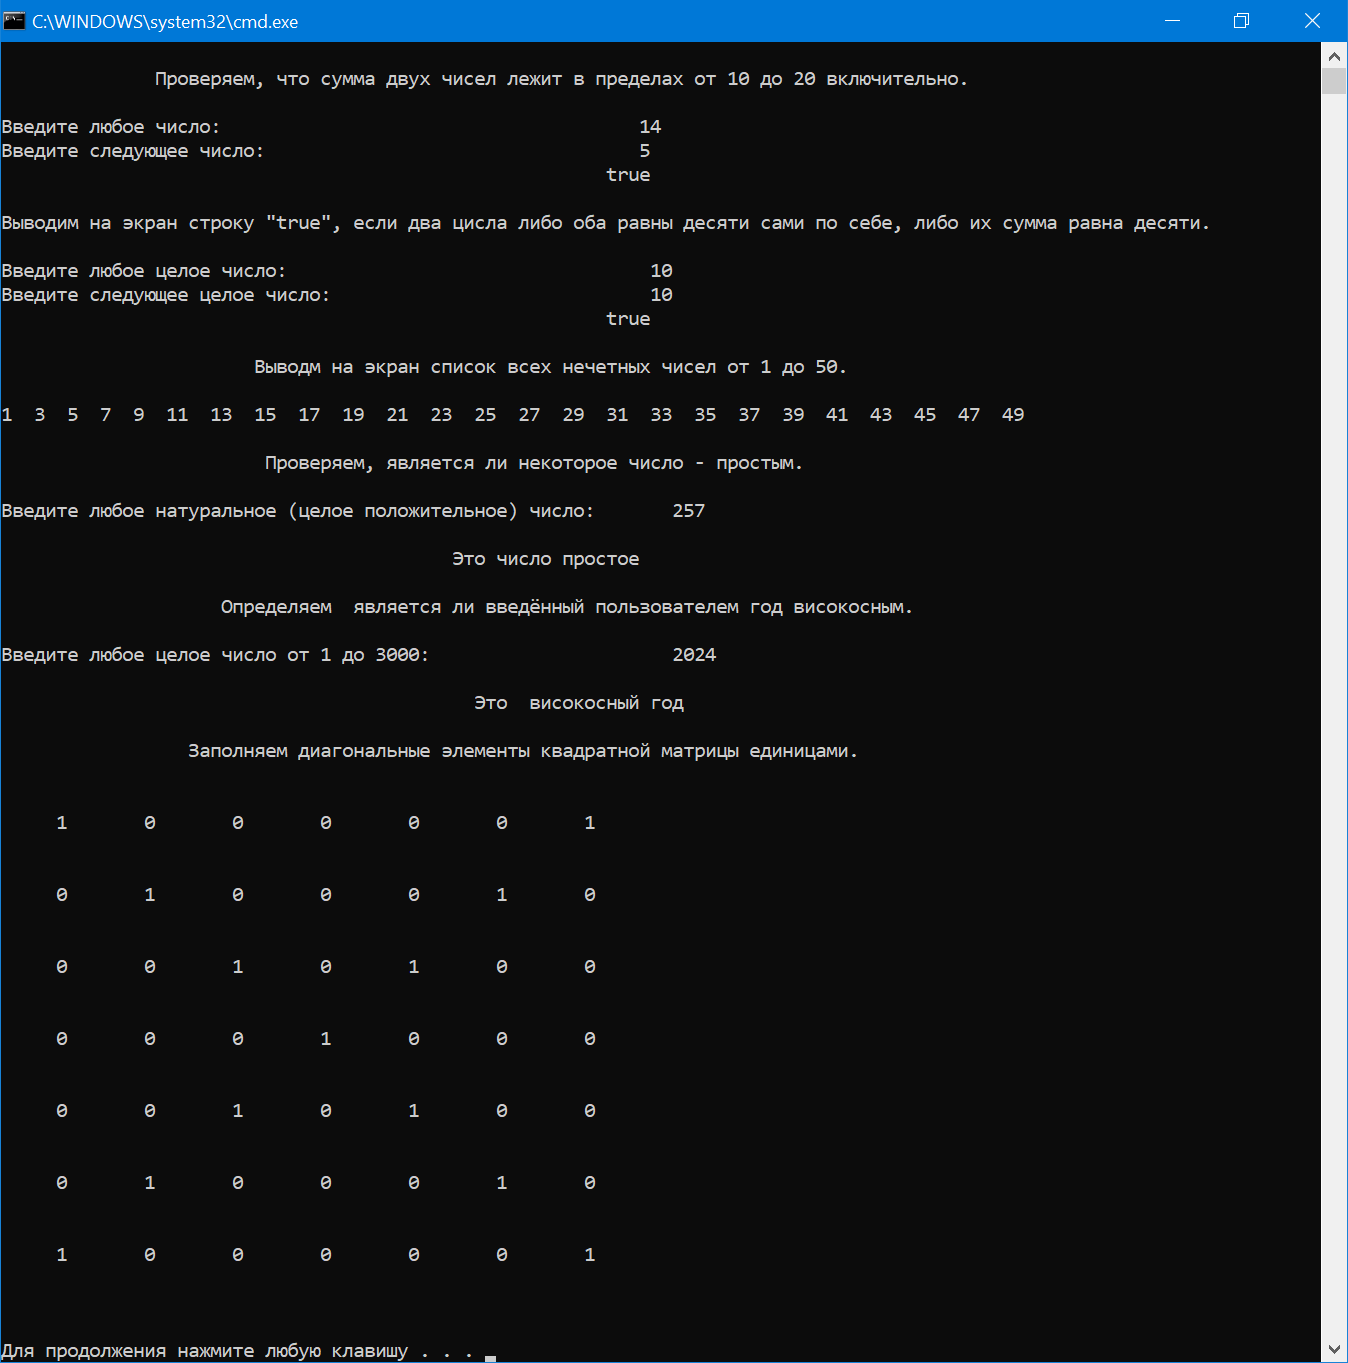 C:\WINDOWS\system32\cmd.exe
Проверяем, что сумма двух чисел лежит в пределах от 10 до 20 включительно.
Введите любое число: 14
Введите следующее число: 5
true
Выводим на экран строку "true", если два цисла либо оба равны десяти сами по себе, либо их сумма равна десяти.
Введите любое целое число: 10
Введите следующее целое число: 10
true
Выводм на экран список всех нечетных чисел от 1 до 50.
1 3 5 7 9 11 13 15 17 19 21 23 25 27 29 31 33 35 37 39 41 43 45 47 49
Проверяем, является ли некоторое число - простым.
Введите любое натуральное (целое положительное) число: 257
Это число простое
Определяем  является ли введённый пользователем год високосным.
Введите любое целое число от 1 до 3000: 2024
Это  високосный год
Заполняем диагональные элементы квадратной матрицы единицами.
1 0 0 0 0 0 1
0 1 0 0 0 1 0
0 0 1 0 1 0 0
0 0 0 1 0 0 0
0 0 1 0 1 0 0
0 1 0 0 0 1 0
1 0 0 0 0 0 1
Для продолжения нажмите любую клавишу . . .